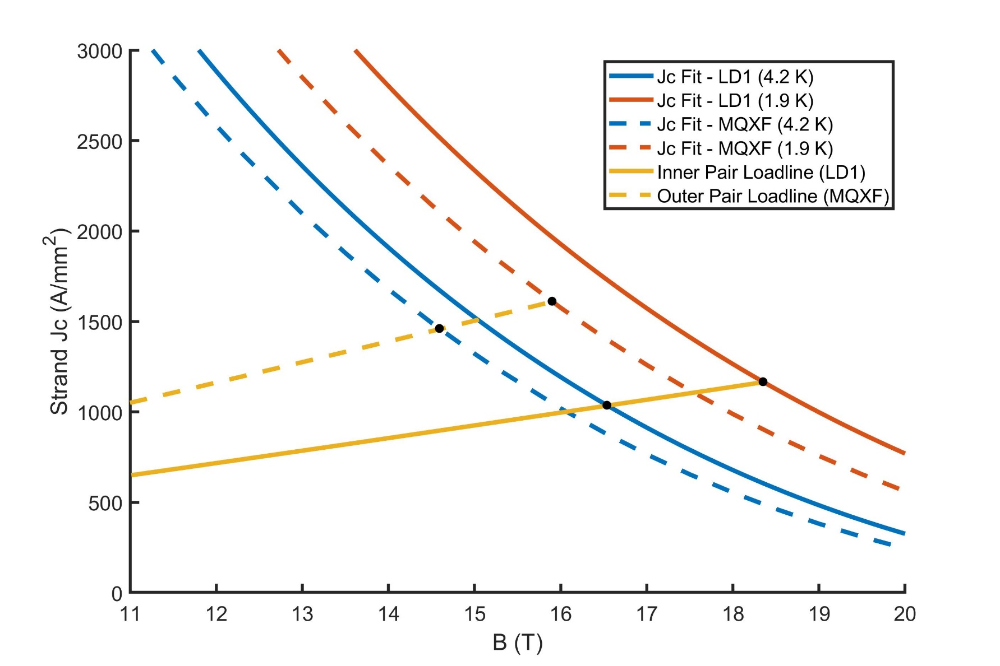 3000
2500
2000
1500
1000
500
0
Strand Jc (A/mm²)
Jc Fit - LD1 (4.2 K)
Jc Fit - LD1 (1.9 K)
Jc Fit - MQXF (4.2 K)
Jc Fit - MQXF (1.9 K)
Inner Pair Loadline (LD1)
Outer Pair Loadline (MQXF)
11 12 13 14 15 16 17 18 19 20
B (T)